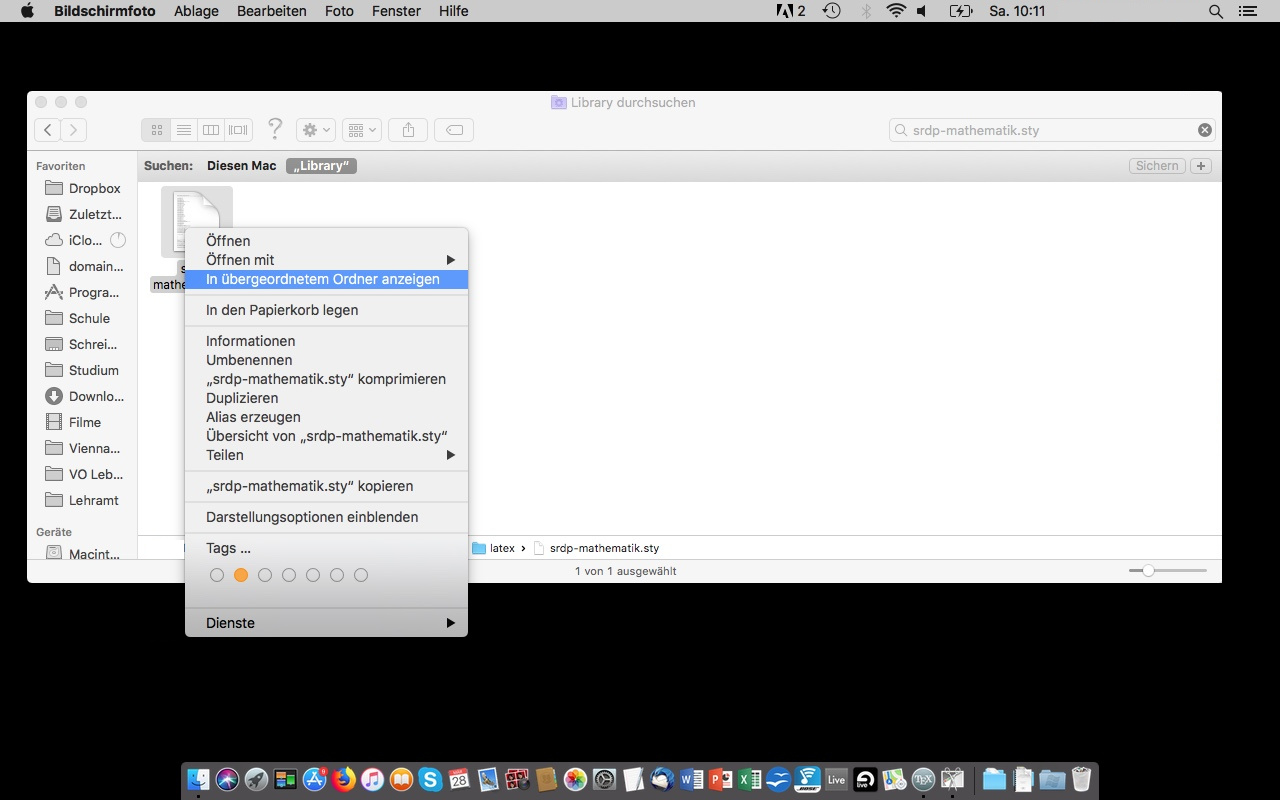 Bildschirmfoto Ablage Bearbeiten Foto Fenster Hilfe 2 Sa. 10:11
Library durchsuchen
srdp-mathematik.sty
Suchen: Diesen Mac „Library“ Sichern +
Favoriten
Dropbox
Zuletzt...
iClo...
domain...
Progra...
Schule
Schrei...
Studium
Downlo...
Filme
Vienna...
VO Leb...
Lehramt
Geräte
Macint...
s
mathe
Öffnen
Öffnen mit
In übergeordnetem Ordner anzeigen
In den Papierkorb legen
Informationen
Umbenennen
„srdp-mathematik.sty“ komprimieren
Duplizieren
Alias erzeugen
Übersicht von „srdp-mathematik.sty“
Teilen
„srdp-mathematik.sty“ kopieren
Darstellungsoptionen einblenden
Tags ...
Dienste
latex › srdp-mathematik.sty
1 von 1 ausgewählt
28
Live
live
TeX